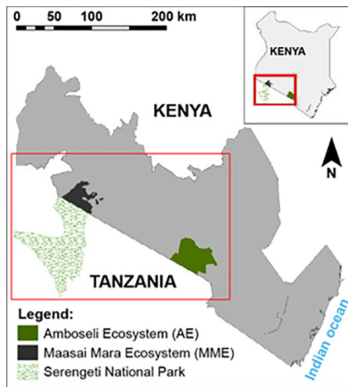 0 50 100 200 km
KENYA
KENYA
N
TANZANIA
Legend:
Amboseli Ecosystem (AE)
Maasai Mara Ecosystem (MME)
Serengeti National Park
Indian ocean